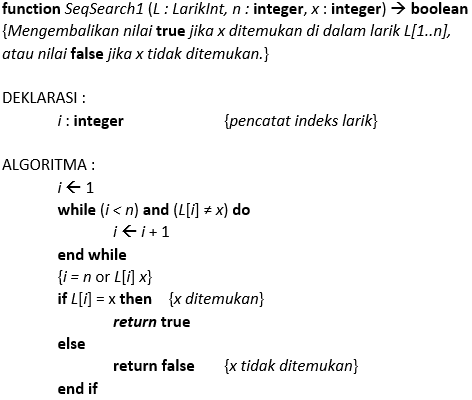 function SeqSearch1 (L : LarikInt, n : integer, x : integer) → boolean
{Mengembalikan nilai true jika x ditemukan di dalam larik L[1..n],
atau nilai false jika x tidak ditemukan.}
DEKLARASI :
i : integer {pencatat indeks larik}
ALGORITMA :
i ← 1
while (i < n) and (L[i] ≠ x) do
i ← i + 1
end while
{i = n or L[i] x}
if L[i] = x then {x ditemukan}
return true
else
return false {x tidak ditemukan}
end if